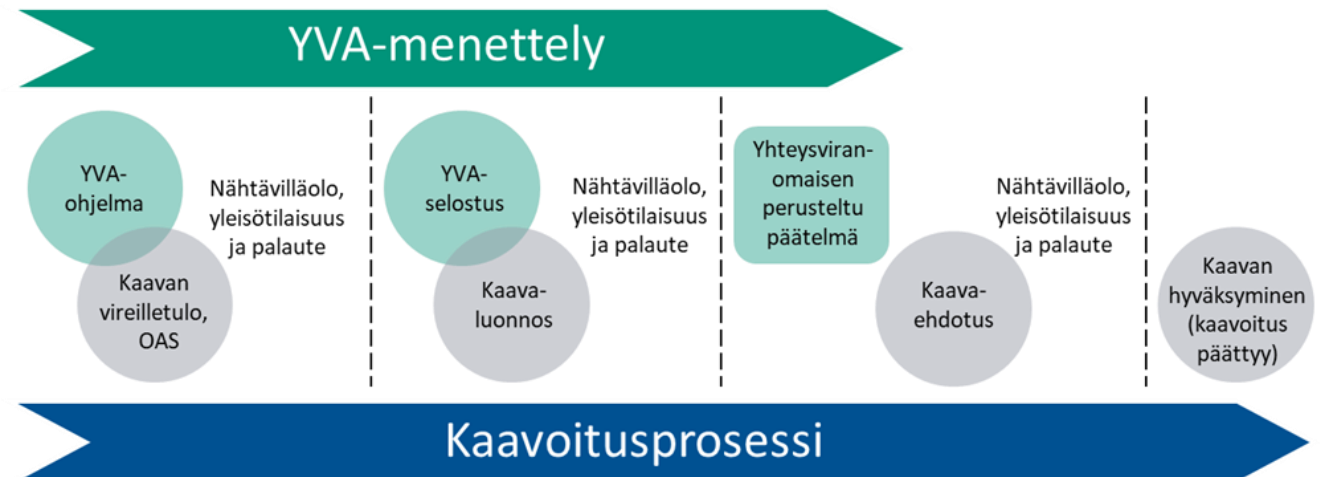 YVA-menettely
YVA-
ohjelma
Kaavan
vireilletulo,
OAS
Nähtävilläolo,
yleisötilaisuus
ja palaute
YVA-
selostus
Kaava-
luonnos
Nähtävilläolo,
yleisötilaisuus
ja palaute
Yhteysviran-
omaisen
perusteltu
päätelmä
Kaava-
ehdotus
Nähtävilläolo,
yleisötilaisuus
ja palaute
Kaavan
hyväksyminen
(kaavoitus
päättyy)
Kaavoitusprosessi